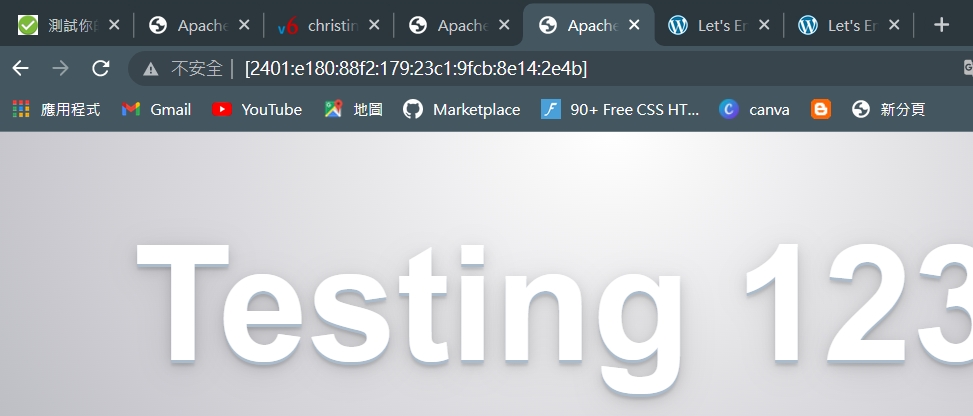 測試你的 Apache christin Apache Apache Let's En Let's En
不安全 [2401:e180:88f2:179:23c1:9fcb:8e14:2e4b]
應用程式 Gmail YouTube 地圖 Marketplace 90+ Free CSS HT... canva 新分頁
Testing 123